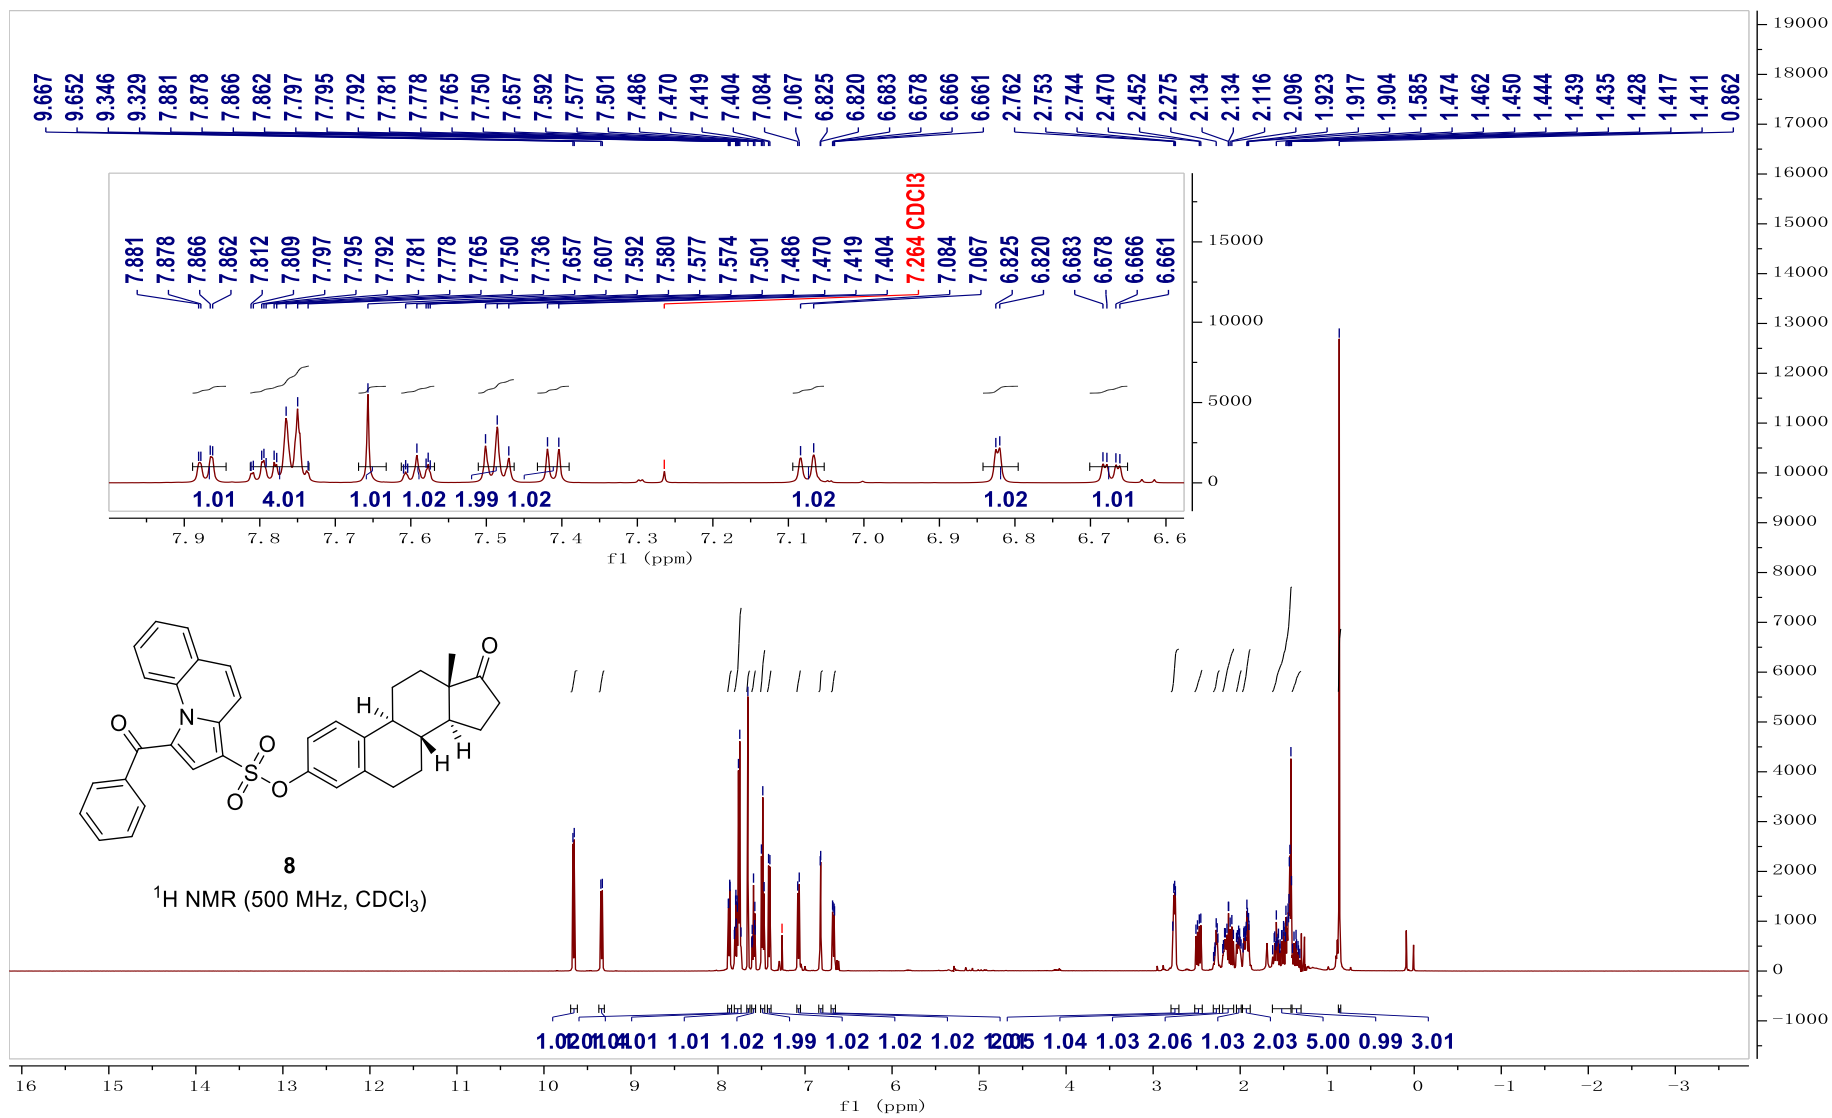 9.667 9.652 9.346 9.329 7.881 7.878 7.866 7.862 7.797 7.795 7.792 7.781 7.778 7.765 7.750 7.657 7.592 7.577 7.501 7.486 7.470 7.419 7.404 7.084 7.067 6.825 6.820 6.683 6.678 6.666 6.661 2.762 2.753 2.744 2.470 2.452 2.275 2.134 2.134 2.116 2.096 1.923 1.917 1.904 1.585 1.474 1.462 1.450 1.444 1.439 1.435 1.428 1.417 1.411 0.862
19000
18000
17000
16000
15000
14000
13000
12000
11000
10000
9000
8000
7000
6000
5000
4000
3000
2000
1000
0
-1000
7.881 7.878 7.866 7.862 7.812 7.809 7.797 7.795 7.792 7.781 7.778 7.765 7.750 7.736 7.657 7.607 7.592 7.580 7.577 7.574 7.501 7.486 7.470 7.419 7.404 7.264 CDCl3 7.084 7.067 6.825 6.820 6.683 6.678 6.666 6.661
15000
10000
5000
0
1.01 4.01 1.01 1.02 1.99 1.02 1.02 1.02 1.01
7.9 7.8 7.7 7.6 7.5 7.4 7.3 7.2 7.1 7.0 6.9 6.8 6.7 6.6
f1 (ppm)
O
N
O
S
O
O
H
H
H
O
8
¹H NMR (500 MHz, CDCl₃)
1.02 1.01 1.02 1.99 1.02 1.02 1.02 1.04 1.03 2.06 1.03 2.03 5.00 0.99 3.01
16 15 14 13 12 11 10 9 8 7 6 5 4 3 2 1 0 -1 -2 -3
f1 (ppm)